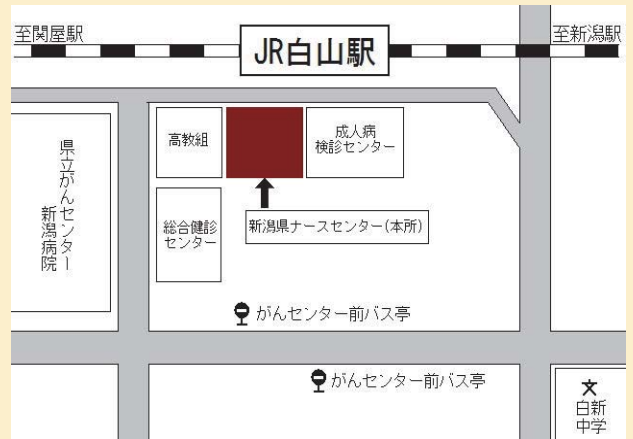 至関屋駅
JR白山駅
至新潟駅
高教組
成人病
検診センター
県立がんセンター
新潟病院
総合健診
センター
新潟県ナースセンター(本所)
がんセンター前バス亭
がんセンター前バス亭
文
白新
中学